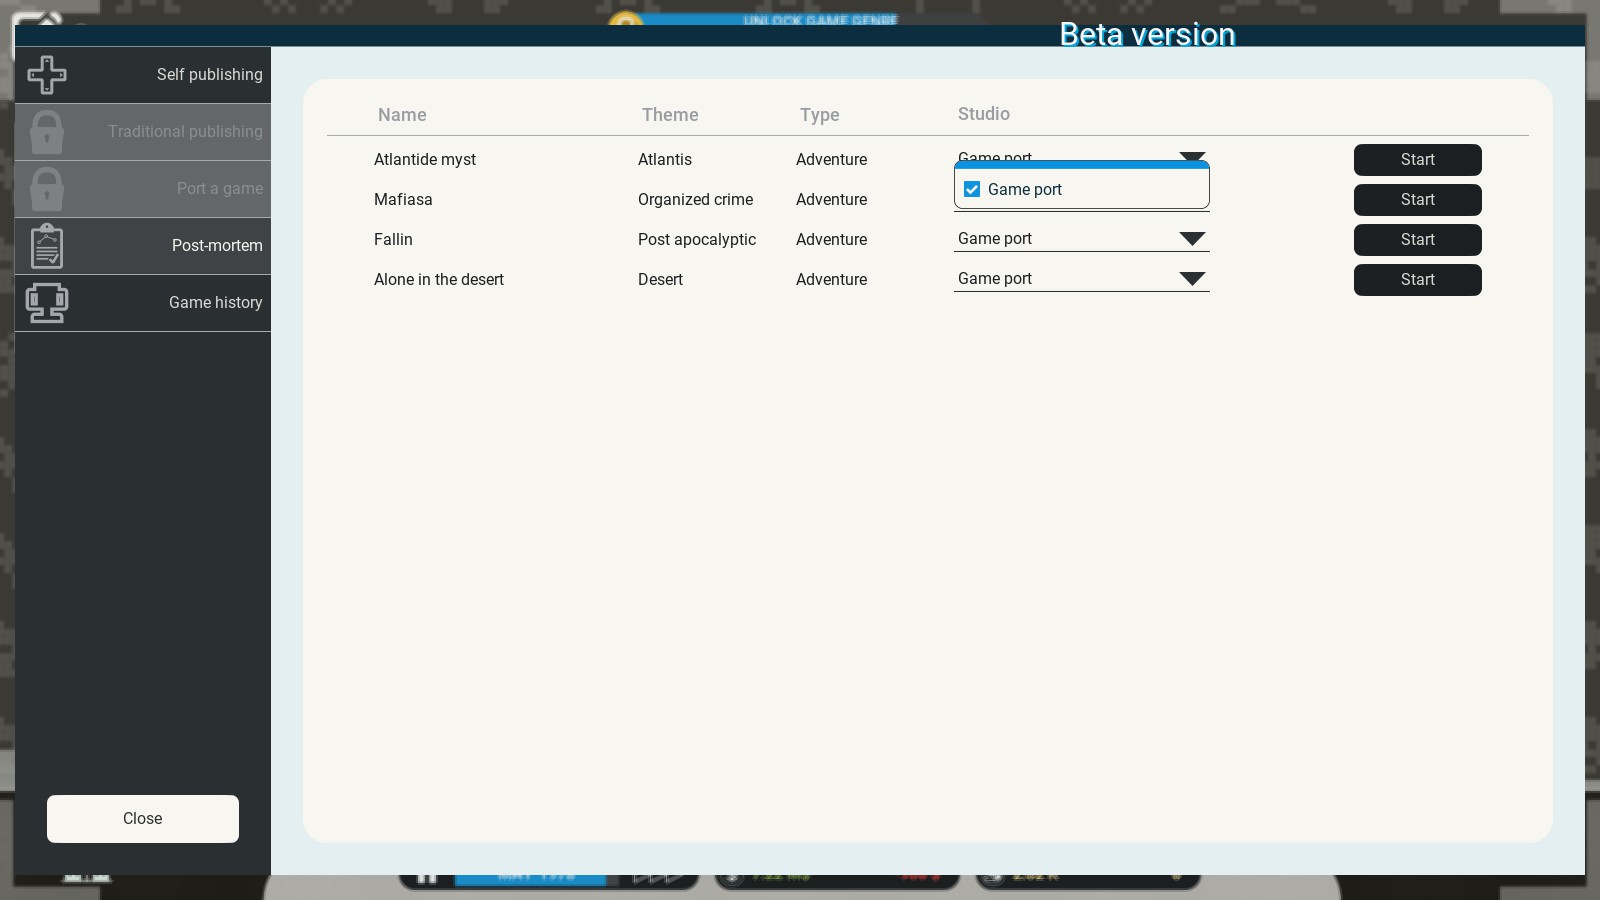 UNLOCK GAME GENRE
Beta version
Self publishing
Traditional publishing
Port a game
Post-mortem
Game history
Close
Name Theme Type Studio
Atlantide myst Atlantis Adventure Game port Start
Game port
Mafiasa Organized crime Adventure Start
Fallin Post apocalyptic Adventure Game port Start
Alone in the desert Desert Adventure Game port Start